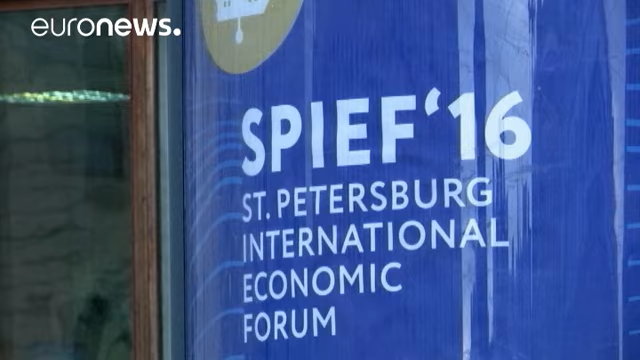 euronews.
SPIEF‘16
ST. PETERSBURG
INTERNATIONAL
ECONOMIC
FORUM